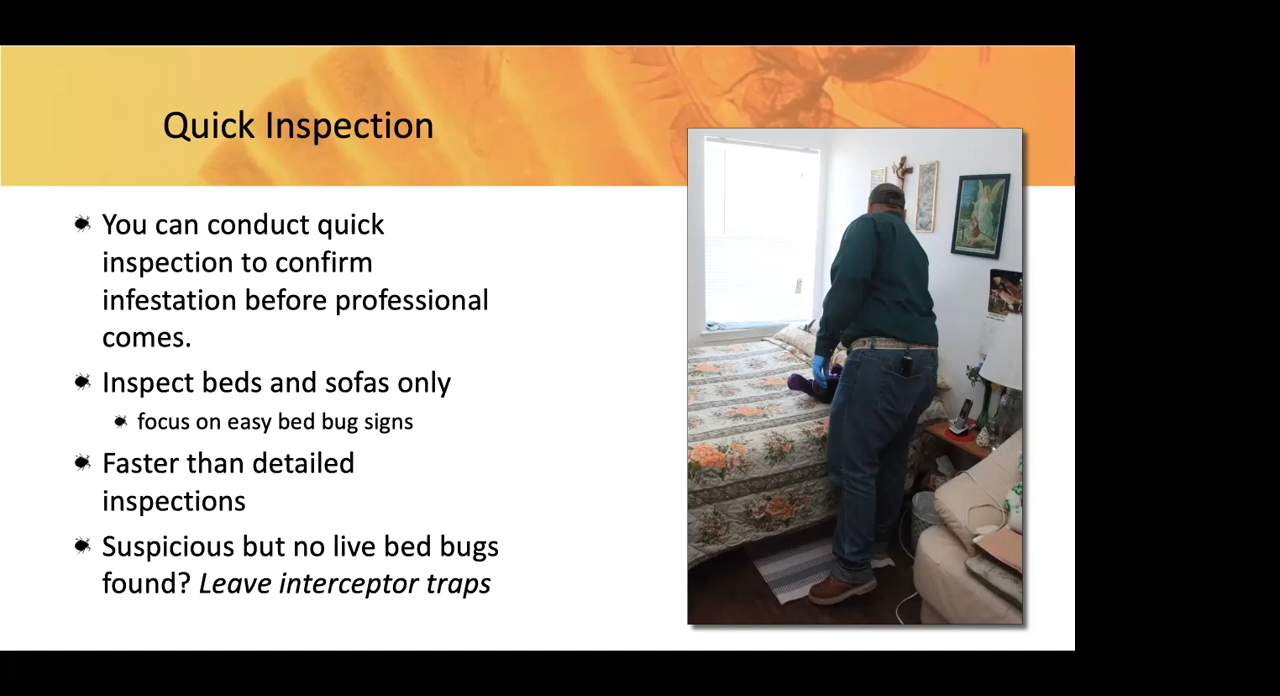 Quick Inspection
You can conduct quick
inspection to confirm
infestation before professional
comes.
Inspect beds and sofas only
focus on easy bed bug signs
Faster than detailed
inspections
Suspicious but no live bed bugs
found? Leave interceptor traps